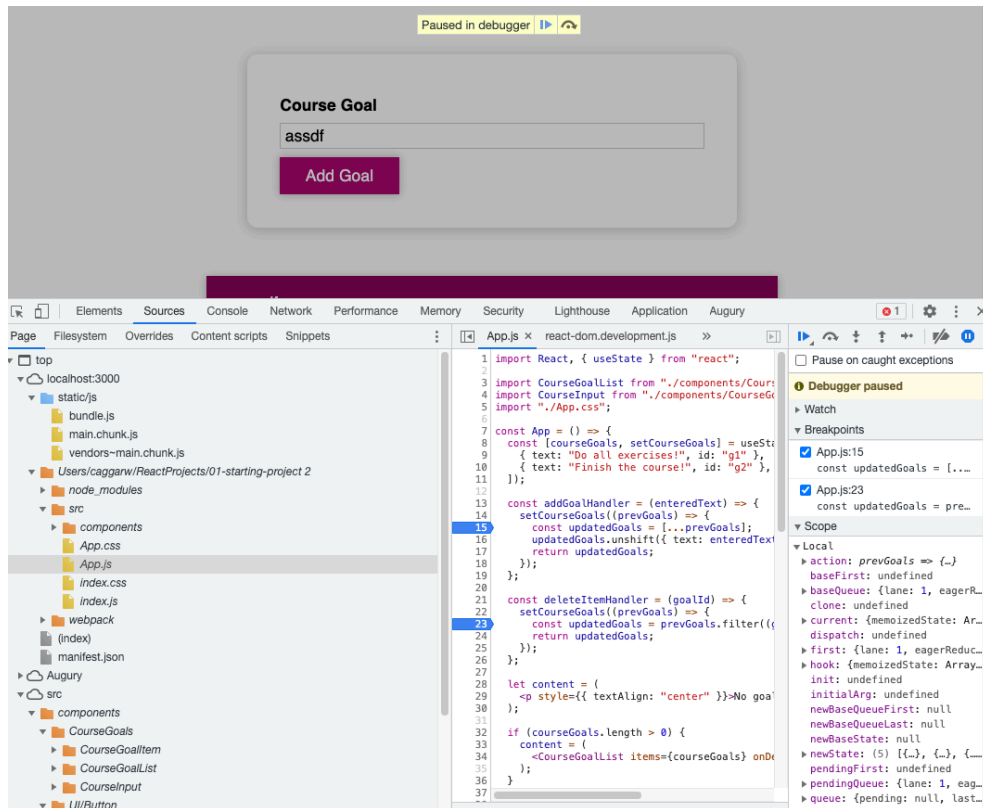 Paused in debugger
Course Goal
assdf
Add Goal
Elements Sources Console Network Performance Memory Security Lighthouse Application Augury 1
Page Filesystem Overrides Content scripts Snippets
top
localhost:3000
static/js
bundle.js
main.chunk.js
vendors~main.chunk.js
Users/caggarw/ReactProjects/01-starting-project 2
node_modules
src
components
App.css
App.js
index.css
index.js
webpack
(index)
manifest.json
Augury
src
components
CourseGoals
CourseGoalItem
CourseGoalList
CourseInput
UI/Button
App.js × react-dom.development.js »
1 import React, { useState } from "react";
2
3 import CourseGoalList from "./components/Cours
4 import CourseInput from "./components/CourseGo
5 import "./App.css";
6
7 const App = () => {
8 const [courseGoals, setCourseGoals] = useSta
9 { text: "Do all exercises!", id: "g1" },
10 { text: "Finish the course!", id: "g2" },
11 ]);
12
13 const addGoalHandler = (enteredText) => {
14 setCourseGoals((prevGoals) => {
15 const updatedGoals = [...prevGoals];
16 updatedGoals.unshift({ text: enteredText
17 return updatedGoals;
18 });
19 };
20
21 const deleteItemHandler = (goalId) => {
22 setCourseGoals((prevGoals) => {
23 const updatedGoals = prevGoals.filter((g
24 return updatedGoals;
25 });
26 };
27
28 let content = (
29 <p style={{ textAlign: "center" }}>No goal
30 );
31
32 if (courseGoals.length > 0) {
33 content = (
34 <CourseGoalList items={courseGoals} onDe
35 );
36 }
37
Pause on caught exceptions
Debugger paused
Watch
Breakpoints
App.js:15
const updatedGoals = [...…
App.js:23
const updatedGoals = pre…
Scope
Local
action: prevGoals => {…}
baseFirst: undefined
baseQueue: {lane: 1, eagerR…
clone: undefined
current: {memoizedState: Ar…
dispatch: undefined
first: {lane: 1, eagerReduc…
hook: {memoizedState: Array…
init: undefined
initialArg: undefined
newBaseQueueFirst: null
newBaseQueueLast: null
newBaseState: null
newState: (5) [{…}, {…}, {…
pendingFirst: undefined
pendingQueue: {lane: 1, eag…
queue: {pending: null, last…